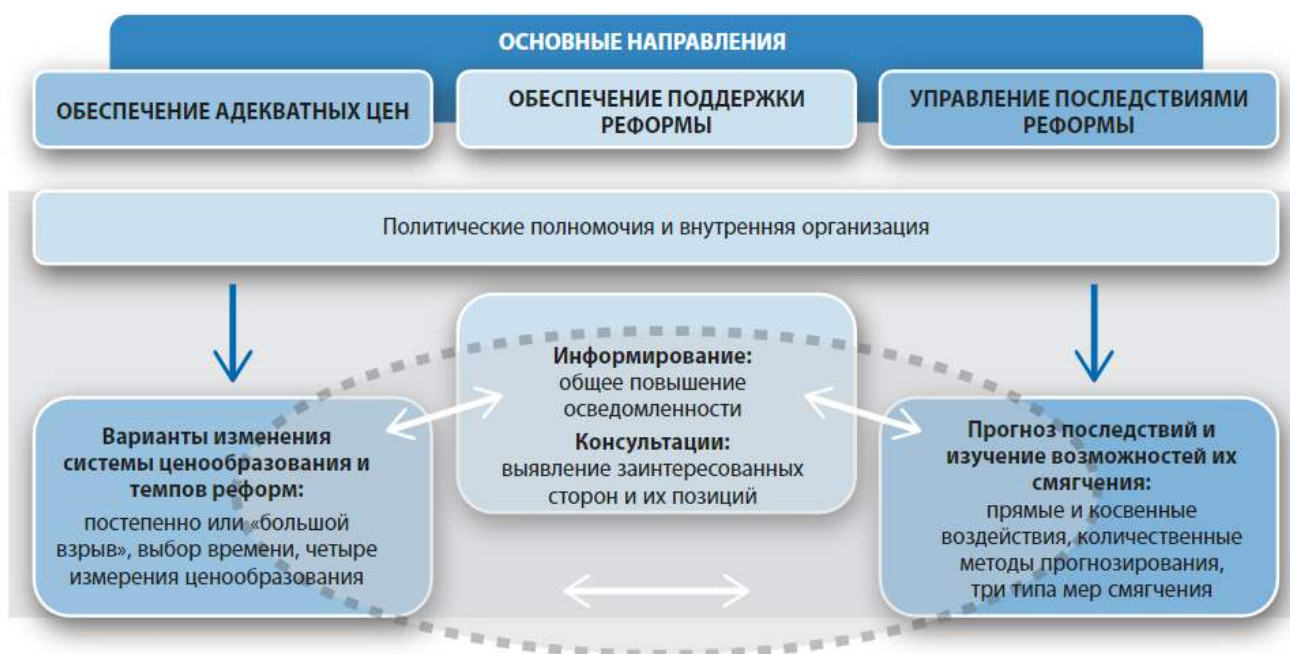 ОСНОВНЫЕ НАПРАВЛЕНИЯ
ОБЕСПЕЧЕНИЕ АДЕКВАТНЫХ ЦЕН
ОБЕСПЕЧЕНИЕ ПОДДЕРЖКИ
РЕФОРМЫ
УПРАВЛЕНИЕ ПОСЛЕДСТВИЯМИ
РЕФОРМЫ
Политические полномочия и внутренняя организация
Информирование:
общее повышение
осведомленности
Консультации:
выявление заинтересованных
сторон и их позиций
Варианты изменения
системы ценообразования и
темпов реформ:
постепенно или «большой
взрыв», выбор времени, четыре
измерения ценообразования
Прогноз последствий и
изучение возможностей их
смягчения:
прямые и косвенные
воздействия, количественные
методы прогнозирования,
три типа мер смягчения